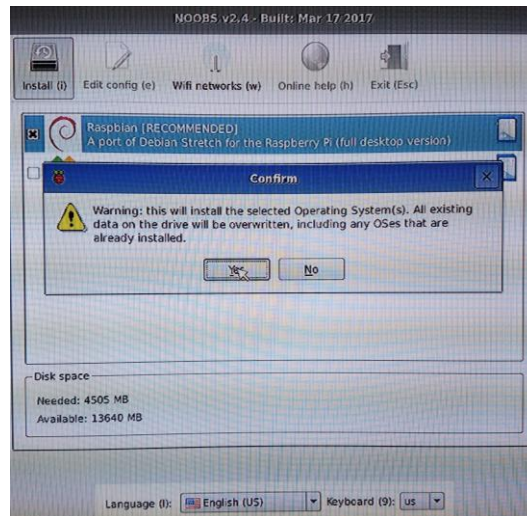 NOOBS v2.4 - Built: Mar 17 2017
Install (i) Edit config (e) Wifi networks (w) Online help (h) Exit (Esc)
Raspbian [RECOMMENDED]
A port of Debian Stretch for the Raspberry Pi (full desktop version)
Confirm
Warning: this will install the selected Operating System(s). All existing
data on the drive will be overwritten, including any OSes that are
already installed.
Yes No
Disk space
Needed: 4505 MB
Available: 13640 MB
Language (l): English (US) Keyboard (9): us